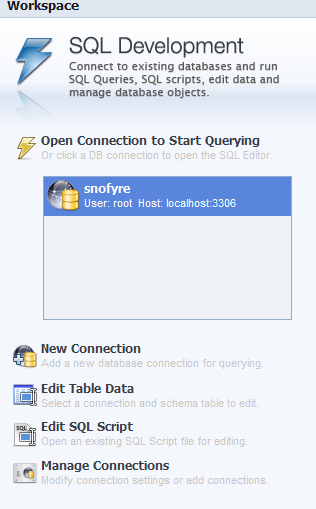 Workspace
SQL Development
Connect to existing databases and run
SQL Queries, SQL scripts, edit data and
manage database objects.
Open Connection to Start Querying
Or click a DB connection to open the SQL Editor.
snofyre
User: root Host: localhost:3306
New Connection
Add a new database connection for querying.
Edit Table Data
Select a connection and schema table to edit.
SQL
Edit SQL Script
Open an existing SQL Script file for editing.
Manage Connections
Modify connection settings or add connections.